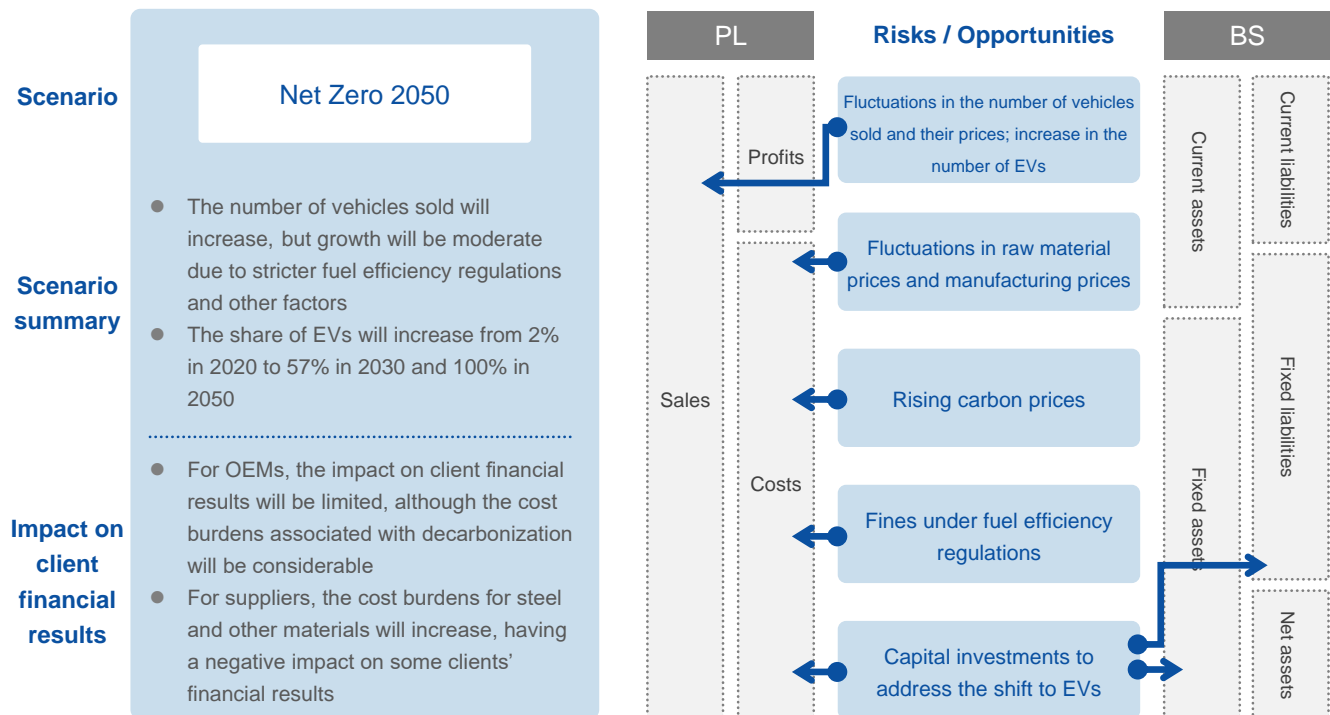 Scenario
Net Zero 2050
Scenario
summary
The number of vehicles sold will
increase, but growth will be moderate
due to stricter fuel efficiency regulations
and other factors
The share of EVs will increase from 2%
in 2020 to 57% in 2030 and 100% in
2050
Impact on
client
financial
results
For OEMs, the impact on client financial
results will be limited, although the cost
burdens associated with decarbonization
will be considerable
For suppliers, the cost burdens for steel
and other materials will increase, having
a negative impact on some clients'
financial results
PL
Risks / Opportunities
BS
Sales
Profits
Costs
Fluctuations in the number of vehicles
sold and their prices; increase in the
number of EVs
Fluctuations in raw material
prices and manufacturing prices
Rising carbon prices
Fines under fuel efficiency
regulations
Capital investments to
address the shift to EVs
Current assets
Fixed assets
Current liabilities
Fixed liabilities
Net assets